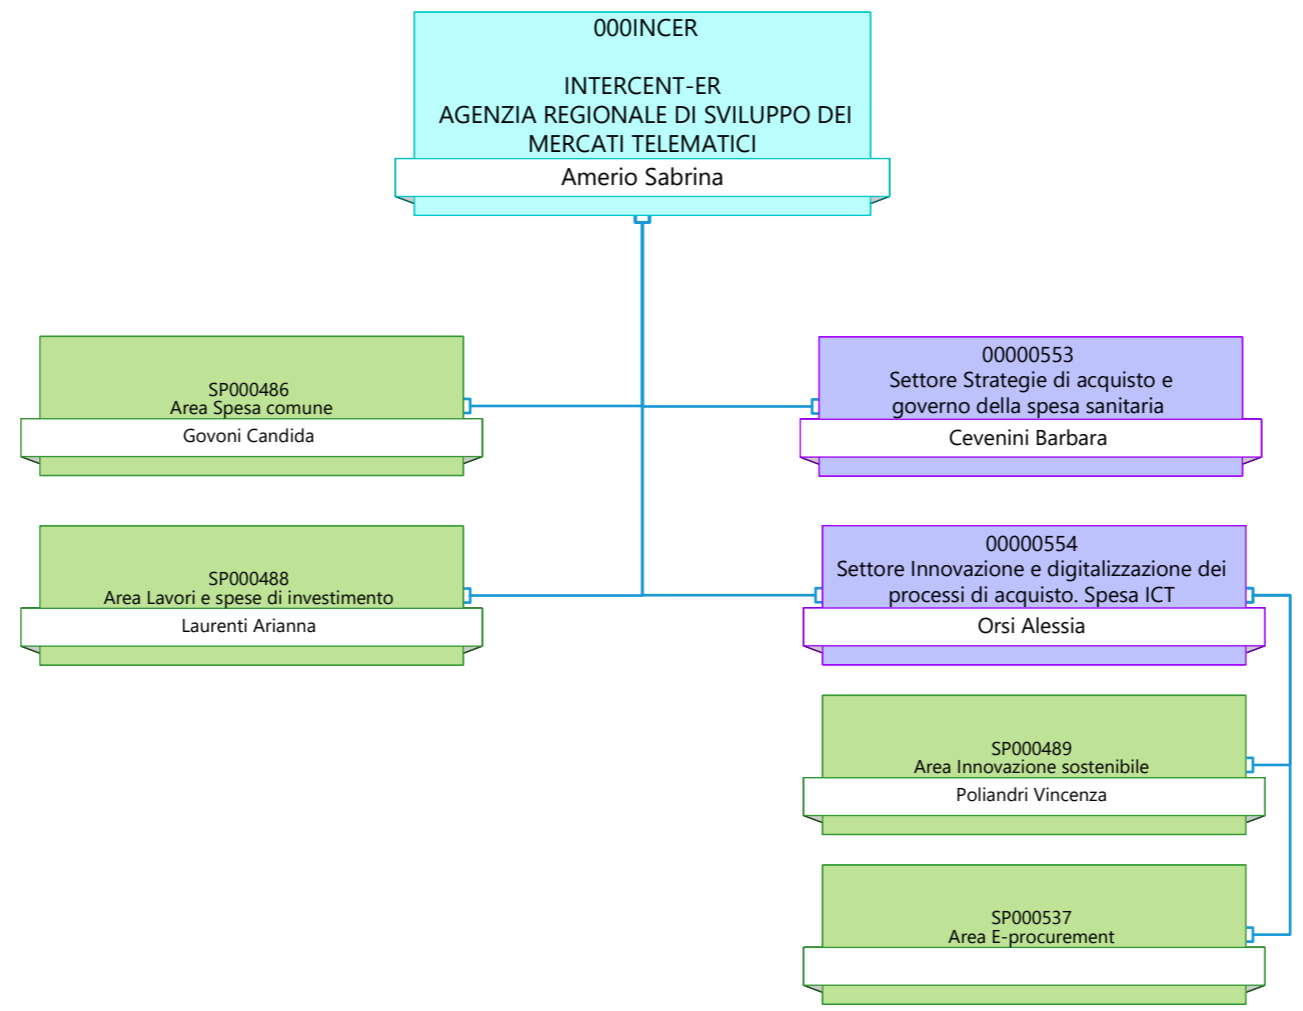 000INCER
INTERCENT-ER
AGENZIA REGIONALE DI SVILUPPO DEI
MERCATI TELEMATICI
Amerio Sabrina
SP000486
Area Spesa comune
Govoni Candida
00000553
Settore Strategie di acquisto e
governo della spesa sanitaria
Cevenini Barbara
SP000488
Area Lavori e spese di investimento
Laurenti Arianna
00000554
Settore Innovazione e digitalizzazione dei
processi di acquisto. Spesa ICT
Orsi Alessia
SP000489
Area Innovazione sostenibile
Poliandri Vincenza
SP000537
Area E-procurement